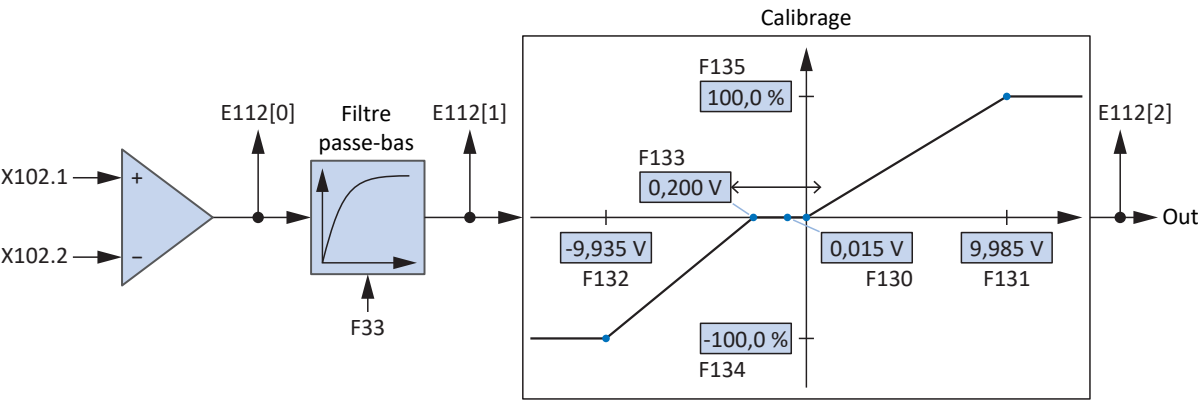 Calibrage
F135
100,0 %
E112[0]
Filtre
passe-bas
E112[1]
E112[2]
F133
0,200 V
X102.1
+
X102.2
−
Out
-9,935 V
F132
0,015 V
F130
9,985 V
F131
F33
-100,0 %
F134